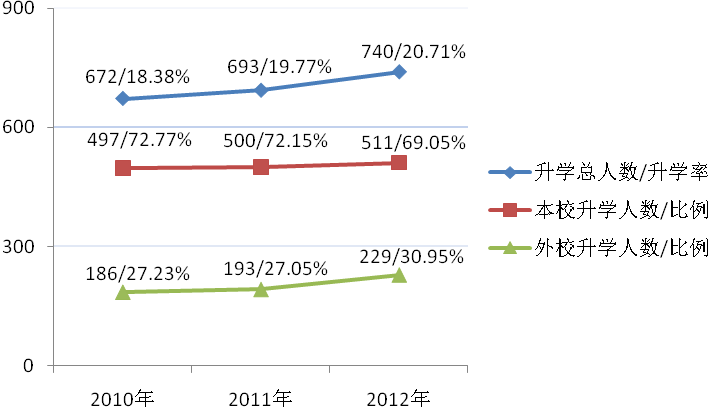 900
740/20.71%
693/19.77%
672/18.38%
600
497/72.77%
500/72.15%
511/69.05%
升学总人数/升学率
本校升学人数/比例
外校升学人数/比例
300
229/30.95%
193/27.05%
186/27.23%
0
2010年
2011年
2012年